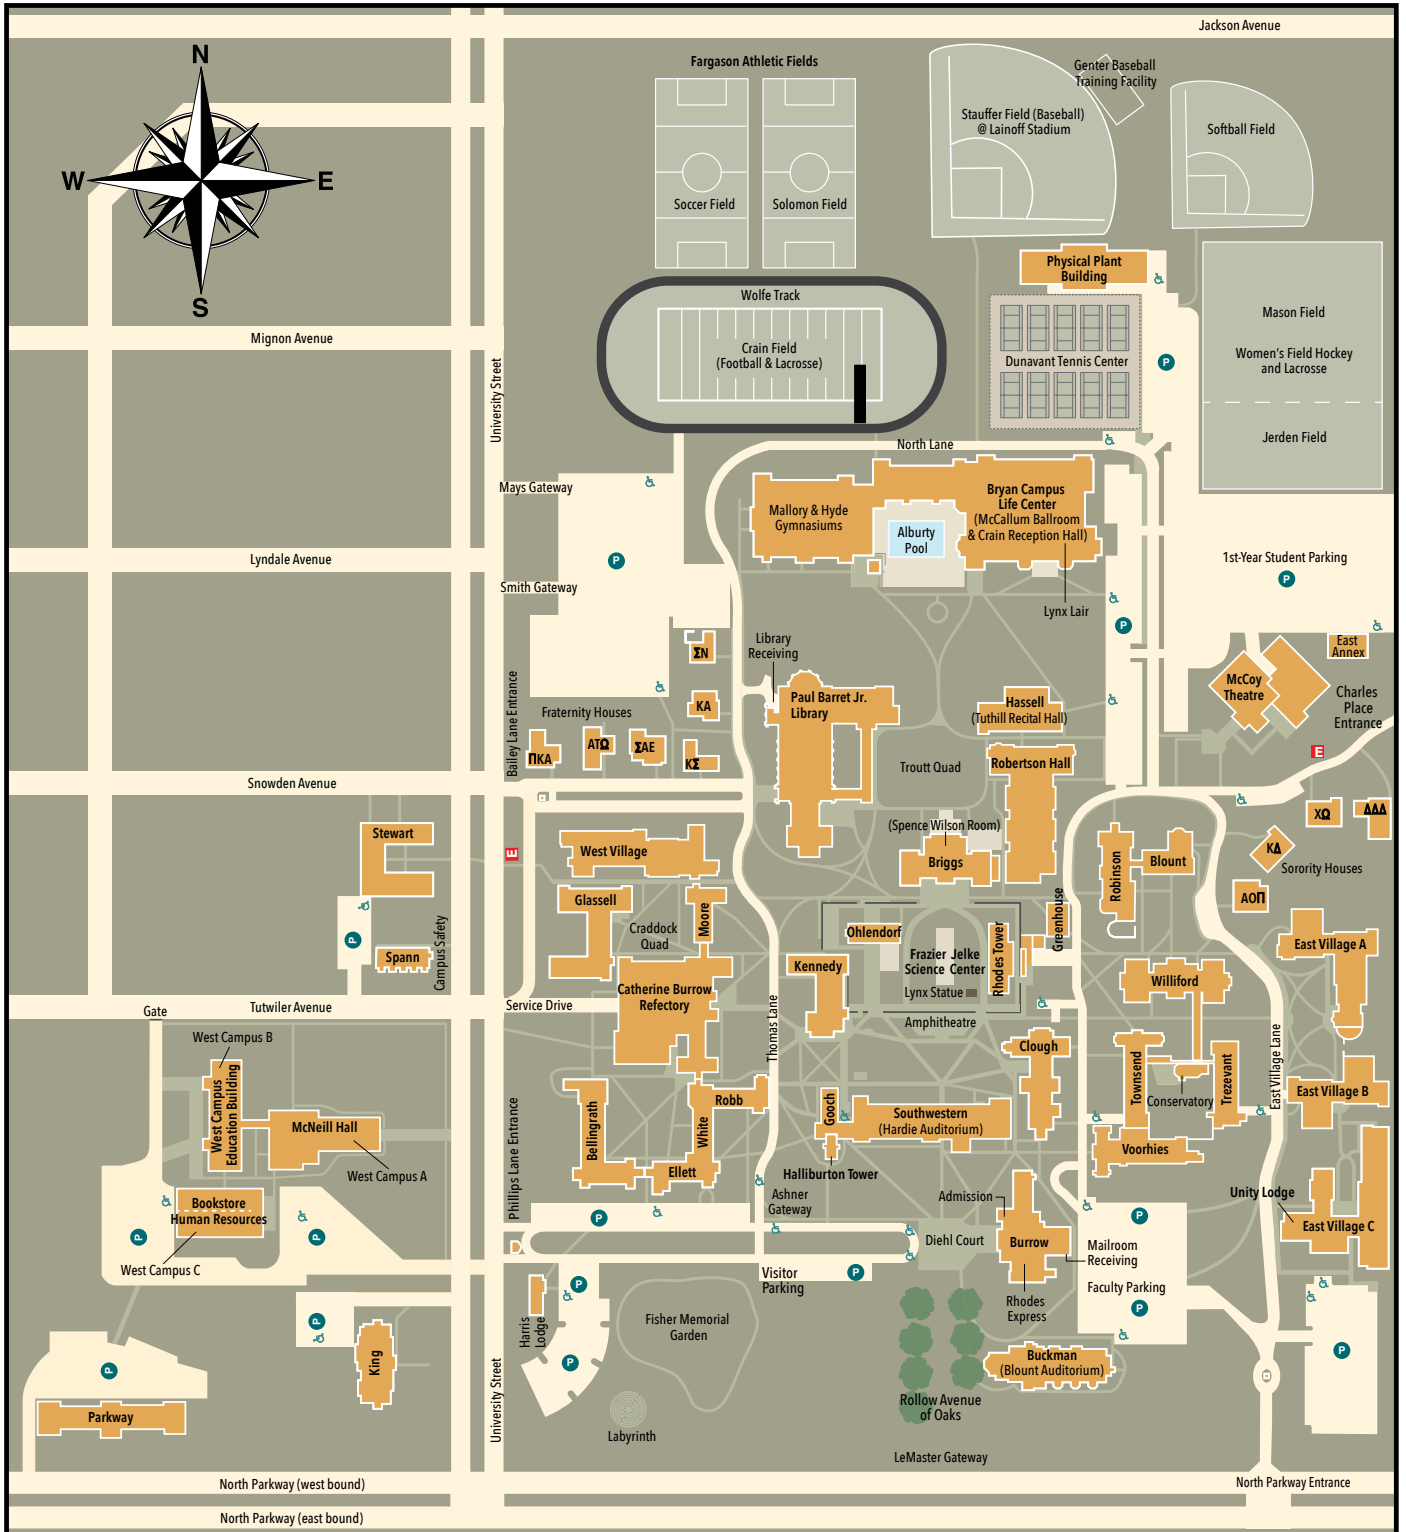 Jackson Avenue
N
W
E
S
Fargason Athletic Fields
Genter Baseball
Training Facility
Stauffer Field (Baseball)
@ Lainoff Stadium
Softball Field
Soccer Field
Solomon Field
Physical Plant
Building
Wolfe Track
Mason Field
Mignon Avenue
Crain Field
(Football & Lacrosse)
Dunavant Tennis Center
P
Women's Field Hockey
and Lacrosse
University Street
Jerden Field
North Lane
Mays Gateway
Mallory & Hyde
Gymnasiums
Bryan Campus
Life Center
(McCallum Ballroom
& Crain Reception Hall)
Alburty
Pool
Lyndale Avenue
P
1st-Year Student Parking
P
Smith Gateway
Lynx Lair
P
ΣN
Library
Receiving
East
Annex
McCoy
Theatre
Charles
Place
Entrance
KA
Paul Barret Jr.
Library
Hassell
(Tuthill Recital Hall)
Fraternity Houses
Bailey Lane Entrance
ΠKA
ATΩ
ΣAE
KΣ
E
Troutt Quad
Robertson Hall
Snowden Avenue
XΩ
ΔΔΔ
Stewart
(Spence Wilson Room)
KΔ
Sorority Houses
E
West Village
Briggs
Robinson
Blount
AOΠ
Glassell
Moore
Craddock
Quad
Greenhouse
P
Campus Safety
Spann
Ohlendorf
Frazier Jelke
Science Center
Rhodes Tower
East Village A
Kennedy
Catherine Burrow
Refectory
Williford
Lynx Statue
Tutwiler Avenue
Gate
Service Drive
Thomas Lane
Amphitheatre
West Campus B
Clough
East Village Lane
West Campus
Education Building
Townsend
Trezevant
Conservatory
East Village B
McNeill Hall
West Campus A
Bellingrath
White
Robb
Gooch
Southwestern
(Hardie Auditorium)
Voorhies
Ellett
Halliburton Tower
Phillips Lane Entrance
Bookstore
Human Resources
Ashner
Gateway
Admission
Unity Lodge
P
P
P
P
East Village C
Diehl Court
Burrow
Mailroom
Receiving
West Campus C
Visitor
Parking
P
Faculty Parking
P
P
Rhodes
Express
P
Harris
Lodge
Fisher Memorial
Garden
P
P
King
Buckman
(Blount Auditorium)
P
University Street
Rollow Avenue
of Oaks
Parkway
Labyrinth
LeMaster Gateway
North Parkway (west bound)
North Parkway Entrance
North Parkway (east bound)